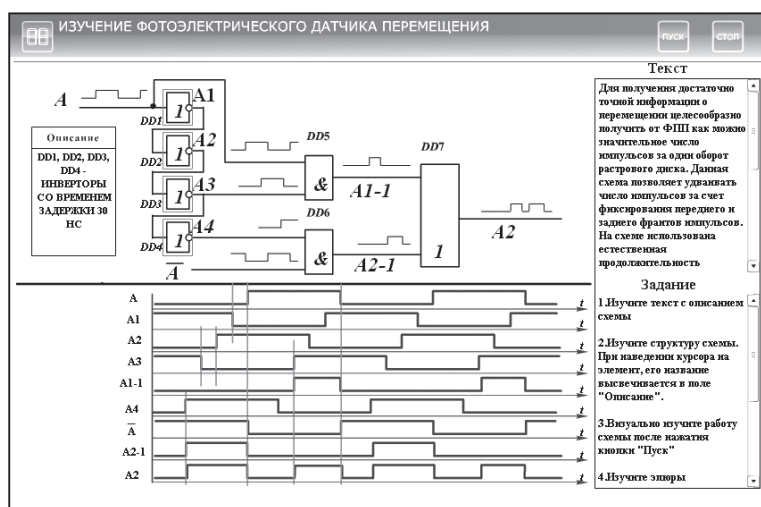 ИЗУЧЕНИЕ ФОТОЭЛЕКТРИЧЕСКОГО ДАТЧИКА ПЕРЕМЕЩЕНИЯ
ПУСК
СТОП
A
1
A1
DD1
1
A2
DD2
1
A3
DD3
1
A4
DD4
A
Описание
DD1, DD2, DD3,
DD4 -
ИНВЕРТОРЫ
СО ВРЕМЕНЕМ
ЗАДЕРЖКИ 30
НС
DD5
&
A1-1
DD6
&
A2-1
DD7
1
A2
A
t
A1
t
A2
t
A3
t
A1-1
t
A4
t
A
t
A2-1
t
A2
t
Текст
Для получения достаточно
точной информации о
перемещении целесообразно
получить от ФПП как можно
значительное число
импульсов за один оборот
растрового диска. Данная
схема позволяет удваивать
число импульсов за счет
фиксирования переднего и
заднего франтов импульсов.
На схеме использована
естественная
продолжительность
Задание
1.Изучите текст с описанием
схемы
2.Изучите структуру схемы.
При наведении курсора на
элемент, его название
высвечивается в поле
"Описание".
3.Визуально изучите работу
схемы после нажатия
кнопки "Пуск"
4.Изучите эпюры